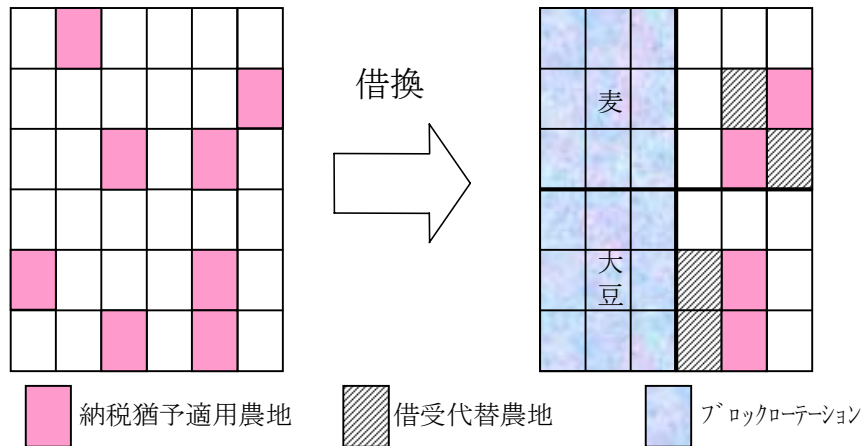 借換
麦
大豆
納税猶予適用農地
借受代替農地
ﾌﾞﾛｯｸﾛｰﾃｰｼｮﾝ